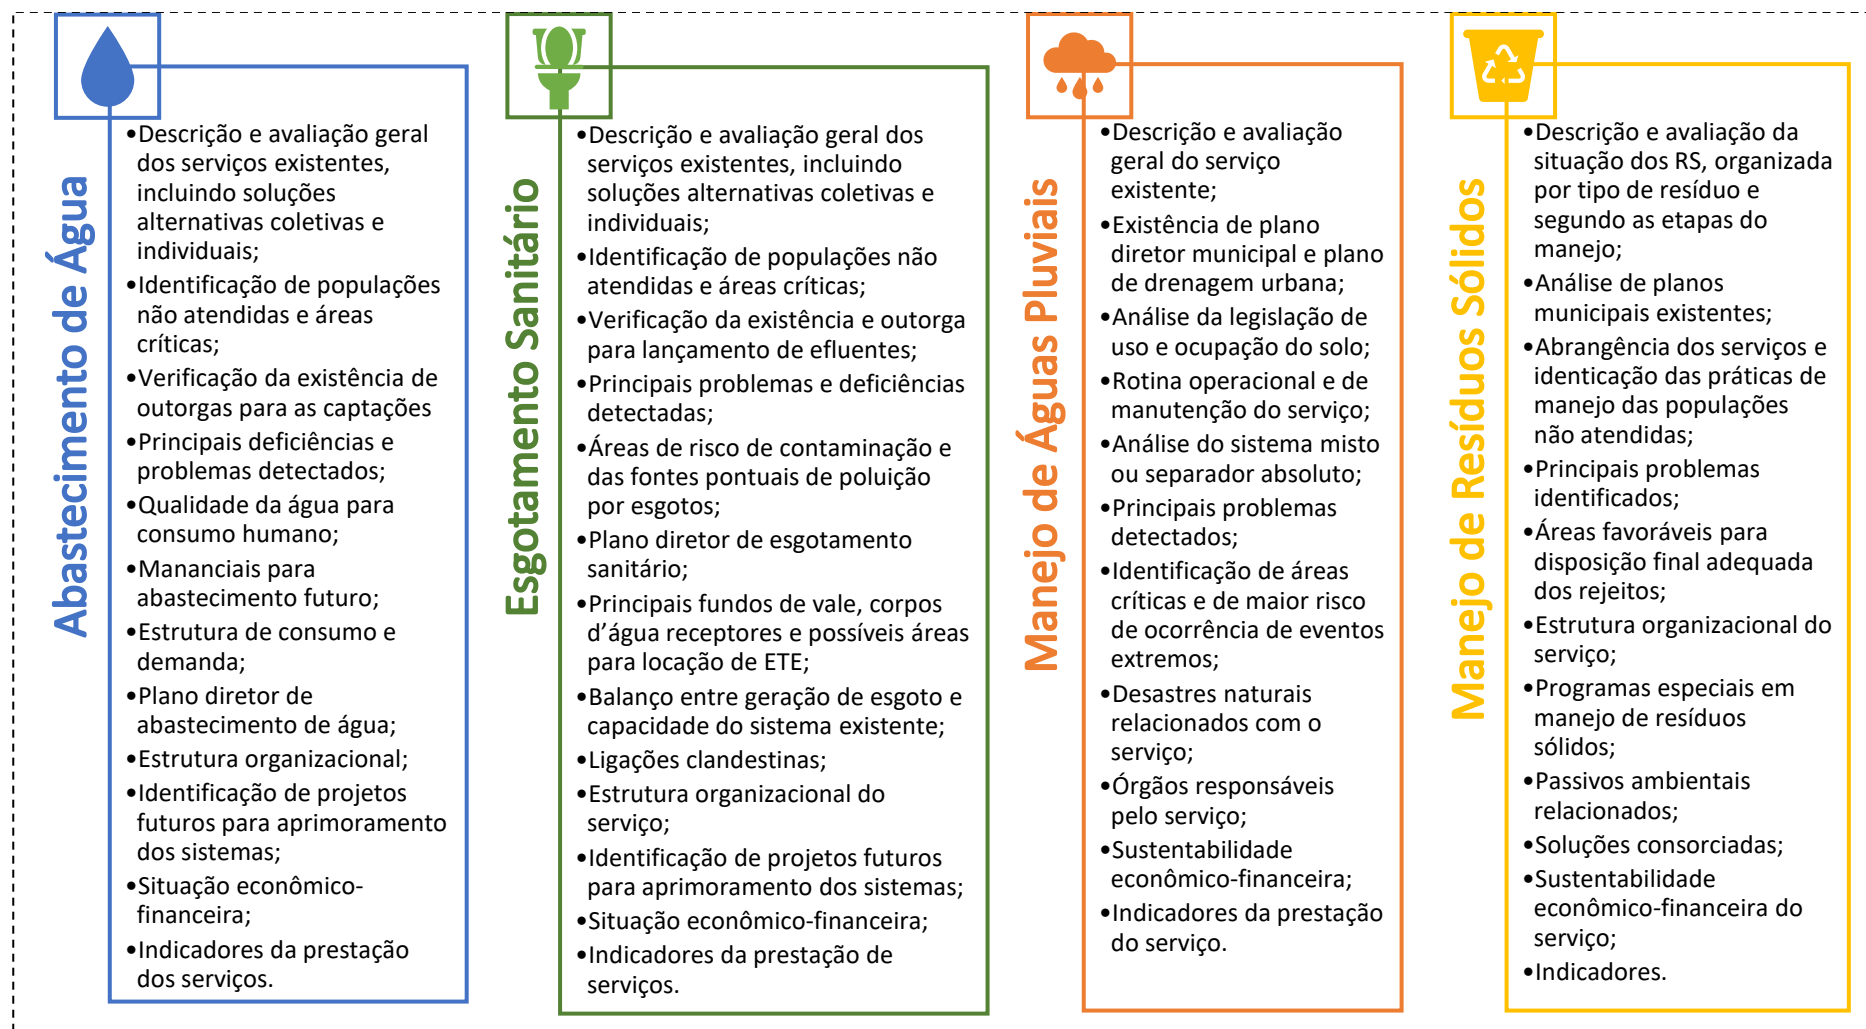 Abastecimento de Água
•Descrição e avaliação geral
dos serviços existentes,
incluindo soluções
alternativas coletivas e
individuais;
•Identificação de populações
não atendidas e áreas
críticas;
•Verificação da existência de
outorgas para as captações
•Principais deficiências e
problemas detectados;
•Qualidade da água para
consumo humano;
•Mananciais para
abastecimento futuro;
•Estrutura de consumo e
demanda;
•Plano diretor de
abastecimento de água;
•Estrutura organizacional;
•Identificação de projetos
futuros para aprimoramento
dos sistemas;
•Situação econômico-
financeira;
•Indicadores da prestação
dos serviços.
Esgotamento Sanitário
•Descrição e avaliação geral dos
serviços existentes, incluindo
soluções alternativas coletivas e
individuais;
•Identificação de populações não
atendidas e áreas críticas;
•Verificação da existência e outorga
para lançamento de efluentes;
•Principais problemas e deficiências
detectadas;
•Áreas de risco de contaminação e
das fontes pontuais de poluição
por esgotos;
•Plano diretor de esgotamento
sanitário;
•Principais fundos de vale, corpos
d’água receptores e possíveis áreas
para locação de ETE;
•Balanço entre geração de esgoto e
capacidade do sistema existente;
•Ligações clandestinas;
•Estrutura organizacional do
serviço;
•Identificação de projetos futuros
para aprimoramento dos sistemas;
•Situação econômico-financeira;
•Indicadores da prestação de
serviços.
Manejo de Águas Pluviais
•Descrição e avaliação
geral do serviço
existente;
•Existência de plano
diretor municipal e plano
de drenagem urbana;
•Análise da legislação de
uso e ocupação do solo;
•Rotina operacional e de
manutenção do serviço;
•Análise do sistema misto
ou separador absoluto;
•Principais problemas
detectados;
•Identificação de áreas
críticas e de maior risco
de ocorrência de eventos
extremos;
•Desastres naturais
relacionados com o
serviço;
•Órgãos responsáveis
pelo serviço;
•Sustentabilidade
econômico-financeira;
•Indicadores da prestação
do serviço.
Manejo de Resíduos Sólidos
•Descrição e avaliação da
situação dos RS, organizada
por tipo de resíduo e
segundo as etapas do
manejo;
•Análise de planos
municipais existentes;
•Abrangência dos serviços e
identicação das práticas de
manejo das populações
não atendidas;
•Principais problemas
identificados;
•Áreas favoráveis para
disposição final adequada
dos rejeitos;
•Estrutura organizacional do
serviço;
•Programas especiais em
manejo de resíduos
sólidos;
•Passivos ambientais
relacionados;
•Soluções consorciadas;
•Sustentabilidade
econômico-financeira do
serviço;
•Indicadores.